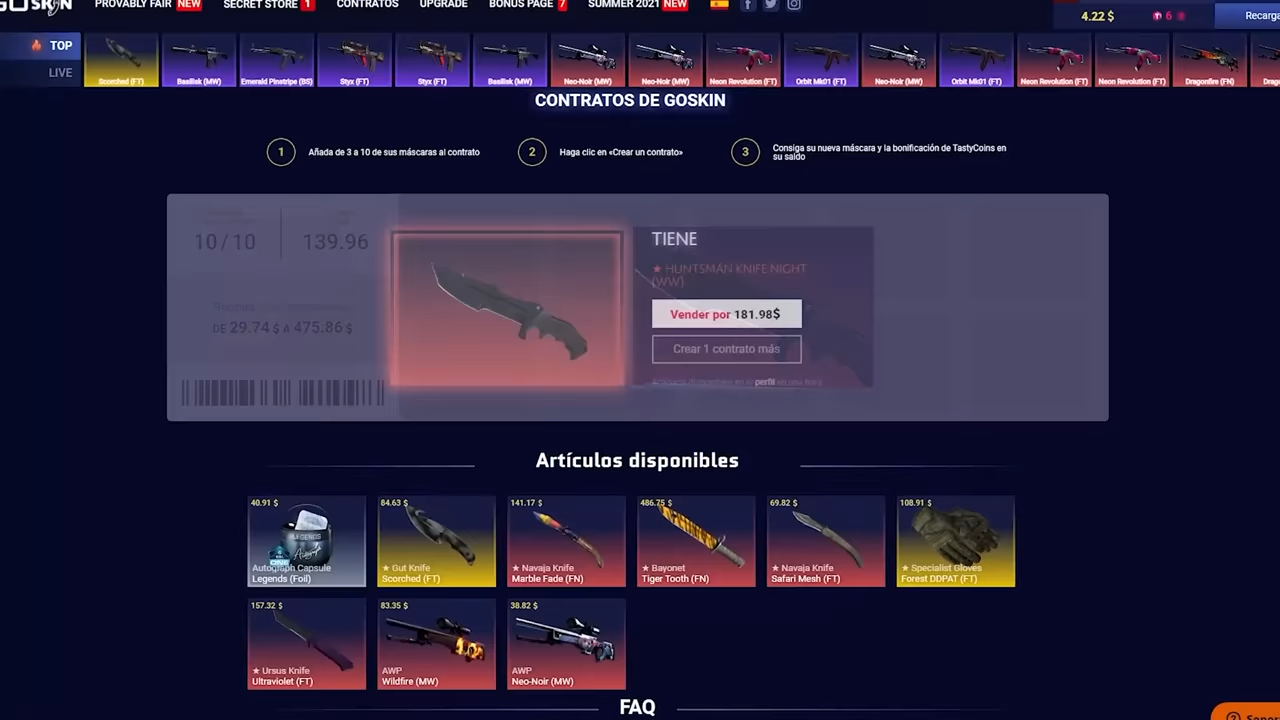 GOSKIN
PROVABLY FAIR NEW SECRET STORE 1 CONTRATOS UPGRADE BONUS PAGE 7 SUMMER 2021 NEW
4.22 $ 6 Recarga
TOP
LIVE
Scorched (FT) Basilisk (MW) Emerald Pinstripe (BS) Styx (FT) Styx (FT) Basilisk (MW) Neo-Noir (MW) Neo-Noir (MW) Neon Revolution (FT) Orbit Mk01 (FT) Neo-Noir (MW) Orbit Mk01 (FT) Neon Revolution (FT) Neon Revolution (FT) Dragonfire (FN)
CONTRATOS DE GOSKIN
1 Añada de 3 a 10 de sus máscaras al contrato
2 Haga clic en «Crear un contrato»
3 Consiga su nueva máscara y la bonificación de TastyCoins en
su saldo
10/10 139.96
DE 29.74 $ A 475.86 $
TIENE
★ HUNTSMAN KNIFE NIGHT
(WW)
Vender por 181.98$
Crear 1 contrato más
perfil
Artículos disponibles
40.91 $
Autograph Capsule
Legends (Foil)
84.63 $
★ Gut Knife
Scorched (FT)
141.17 $
★ Navaja Knife
Marble Fade (FN)
486.75 $
★ Bayonet
Tiger Tooth (FN)
69.82 $
★ Navaja Knife
Safari Mesh (FT)
108.91 $
★ Specialist Gloves
Forest DDPAT (FT)
157.32 $
★ Ursus Knife
Ultraviolet (FT)
83.35 $
AWP
Wildfire (MW)
38.82 $
AWP
Neo-Noir (MW)
FAQ